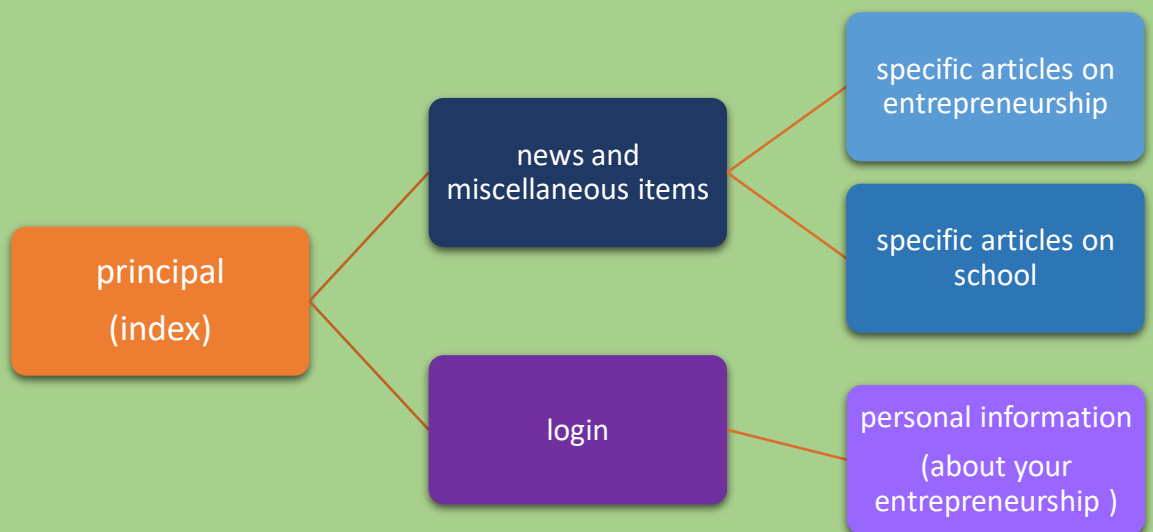 principal
(index)
news and
miscellaneous items
login
specific articles on
entrepreneurship
specific articles on
school
personal information
(about your
entrepreneurship )